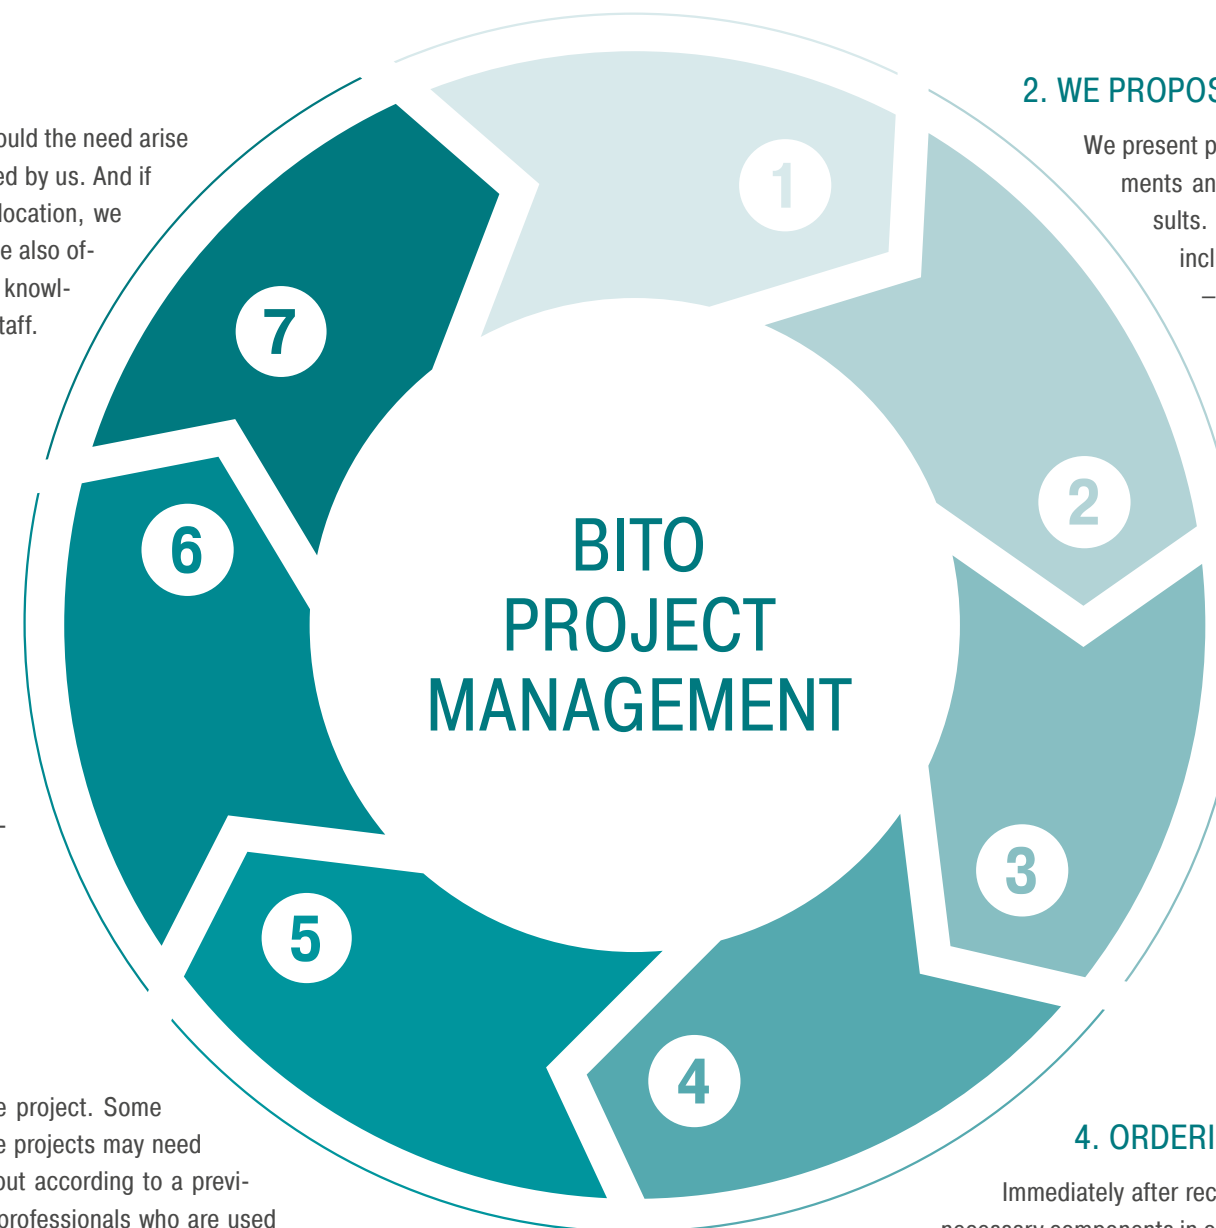 2. WE PROPOS
We present p
ments an
sults.
incl
–
ould the need arise
ed by us. And if
location, we
e also of-
knowl-
taff.
1
2
3
4
5
6
7
BITO
PROJECT
MANAGEMENT
–
e project. Some
e projects may need
out according to a previ-
professionals who are used
4. ORDERI
Immediately after rec